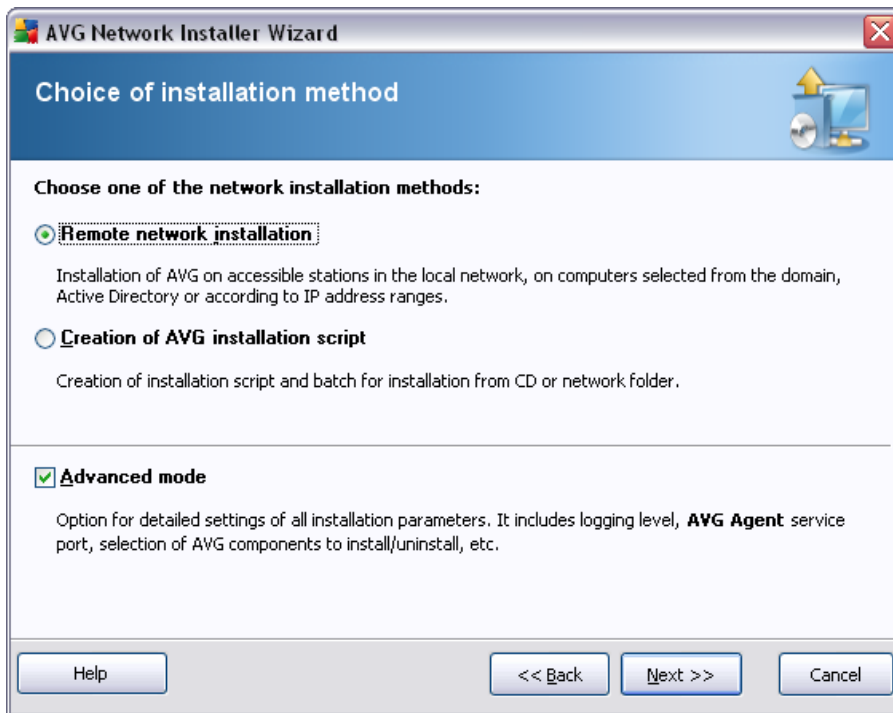 AVG Network Installer Wizard
Choice of installation method
Choose one of the network installation methods:
Remote network installation
Installation of AVG on accessible stations in the local network, on computers selected from the domain,
Active Directory or according to IP address ranges.
Creation of AVG installation script
Creation of installation script and batch for installation from CD or network folder.
Advanced mode
Option for detailed settings of all installation parameters. It includes logging level, AVG Agent service
port, selection of AVG components to install/uninstall, etc.
Help
<< Back
Next >>
Cancel